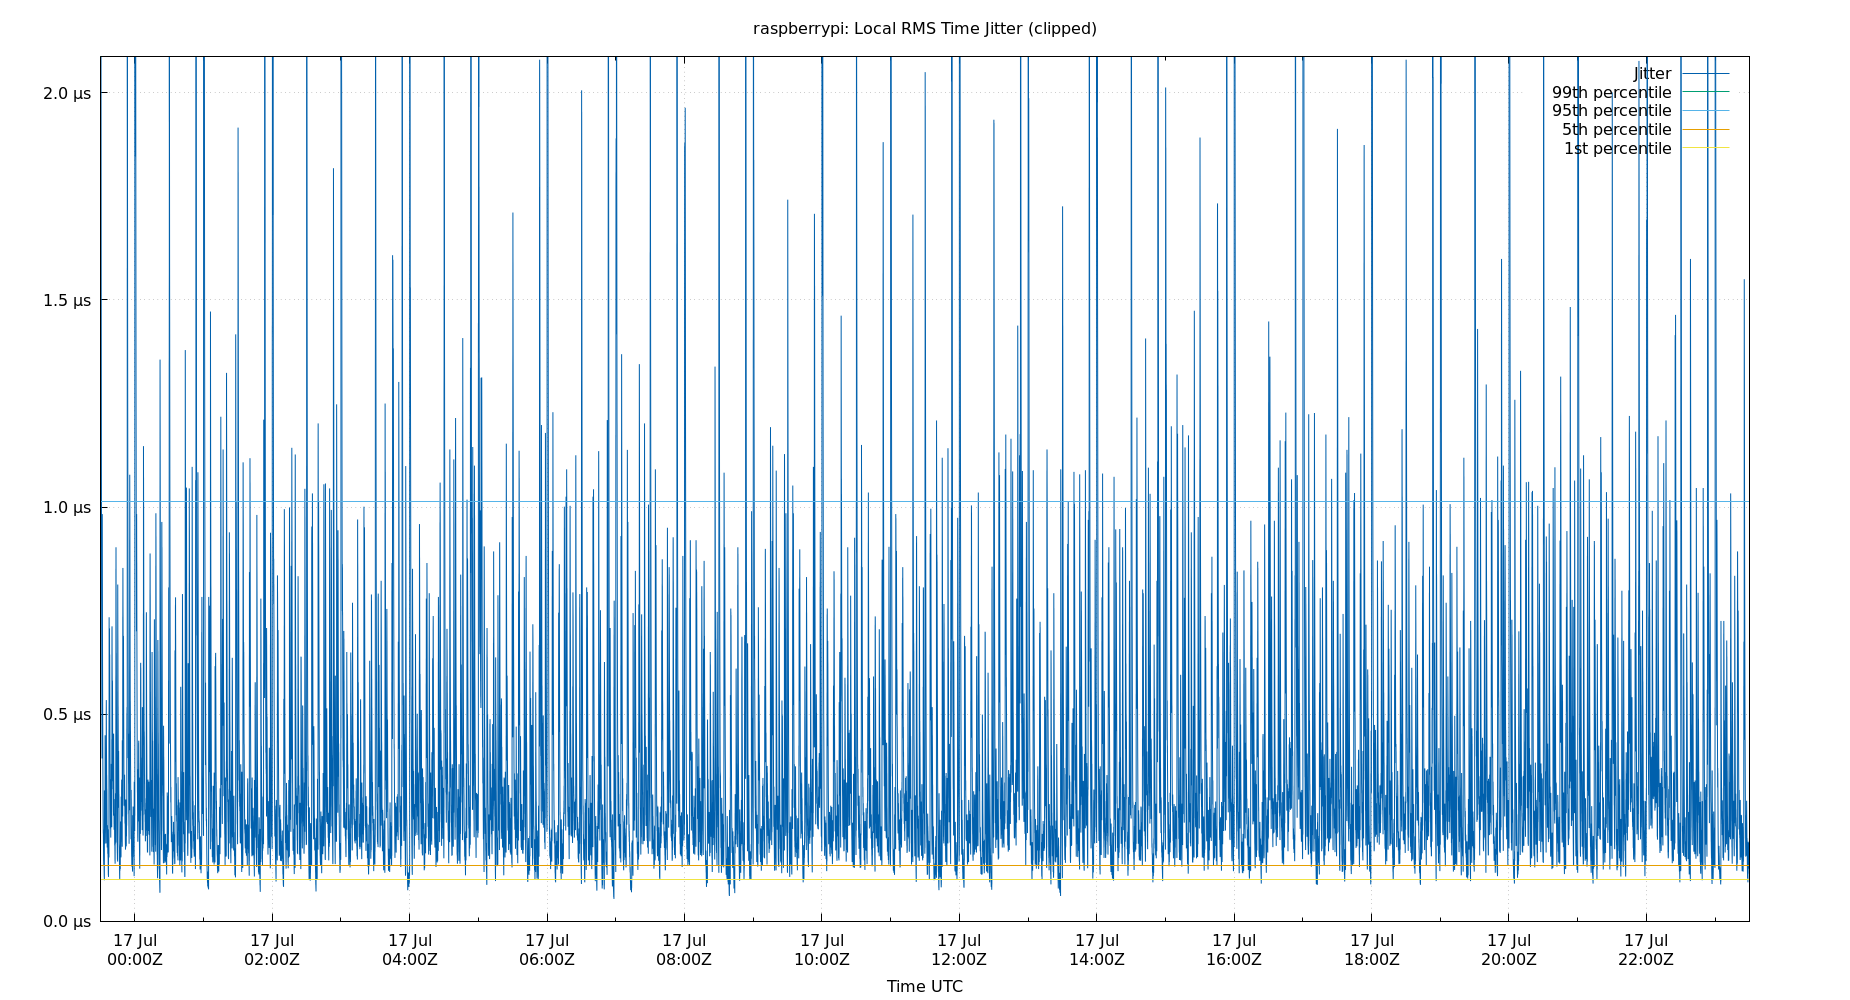 raspberrypi: Local RMS Time Jitter (clipped)
Jitter
99th percentile
95th percentile
5th percentile
1st percentile
2.0 µs
1.5 µs
1.0 µs
0.5 µs
0.0 µs
17 Jul 17 Jul 17 Jul 17 Jul 17 Jul 17 Jul 17 Jul 17 Jul 17 Jul 17 Jul 17 Jul 17 Jul
00:00Z 02:00Z 04:00Z 06:00Z 08:00Z 10:00Z 12:00Z 14:00Z 16:00Z 18:00Z 20:00Z 22:00Z
Time UTC